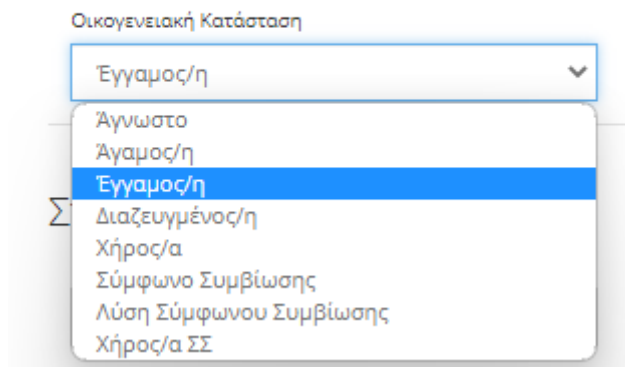 Οικογενειακή Κατάσταση
Έγγαμος/η
Άγνωστο
Άγαμος/η
Έγγαμος/η
Διαζευγμένος/η
Χήρος/α
Σύμφωνο Συμβίωσης
Λύση Σύμφωνου Συμβίωσης
Χήρος/α ΣΣ